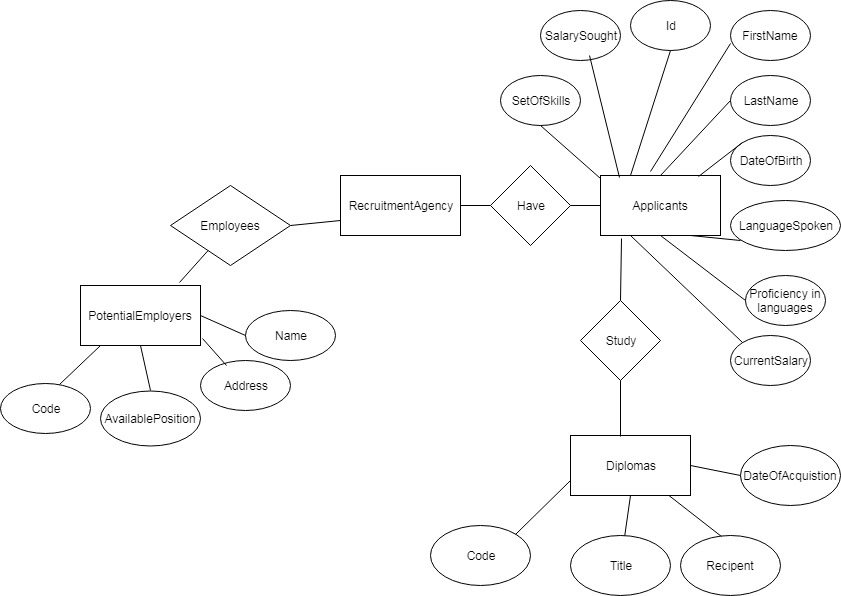 Id
SalarySought
FirstName
SetOfSkills
LastName
DateOfBirth
RecruitmentAgency
Have
Applicants
Employees
LanguageSpoken
PotentialEmployers
Proficiency in
languages
Name
Study
CurrentSalary
Address
Code
AvailablePosition
Diplomas
DateOfAcquistion
Code
Title
Recipent